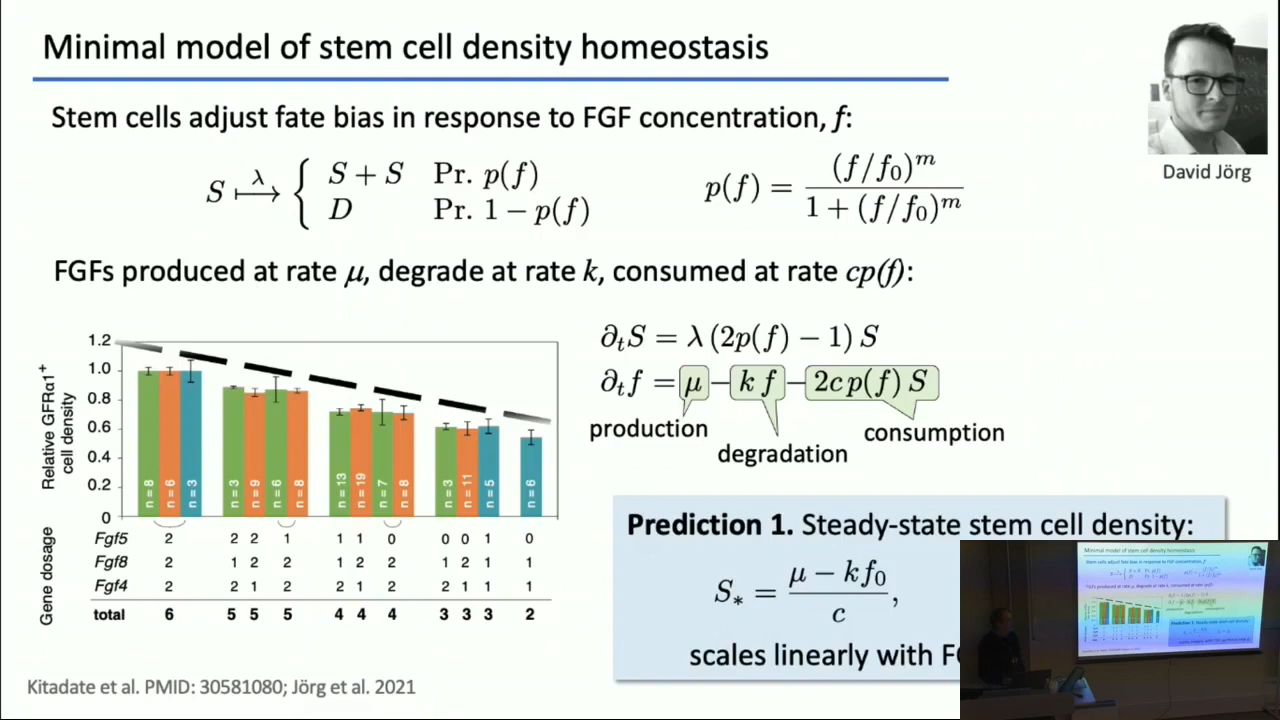 Minimal model of stem cell density homeostasis
David Jörg
Stem cells adjust fate bias in response to FGF concentration, f:
S ⟼^λ { S + S Pr. p(f)
D Pr. 1 − p(f)
p(f) = (f/f₀)^m / 1 + (f/f₀)^m
FGFs produced at rate μ, degrade at rate k, consumed at rate cp(f):
∂ₜS = λ (2p(f) − 1) S
∂ₜf = μ − k f − 2c p(f) S
production
degradation
consumption
Relative GFRα1⁺
cell density
1.2
1.0
0.8
0.6
0.4
0.2
0
n = 8 n = 6 n = 3 n = 3 n = 9 n = 6 n = 8 n = 13 n = 19 n = 7 n = 8 n = 3 n = 11 n = 5 n = 6
Gene dosage
Fgf5 2 2 2 1 1 1 0 0 0 1 0
Fgf8 2 1 2 2 1 2 2 1 2 1 1
Fgf4 2 2 1 2 2 1 2 2 1 1 1
total 6 5 5 5 4 4 4 3 3 3 2
Prediction 1. Steady-state stem cell density:
S⁎ = μ − kf₀ / c ,
scales linearly with
Kitadate et al. PMID: 30581080; Jörg et al. 2021
Minimal model of stem cell density homeostasis